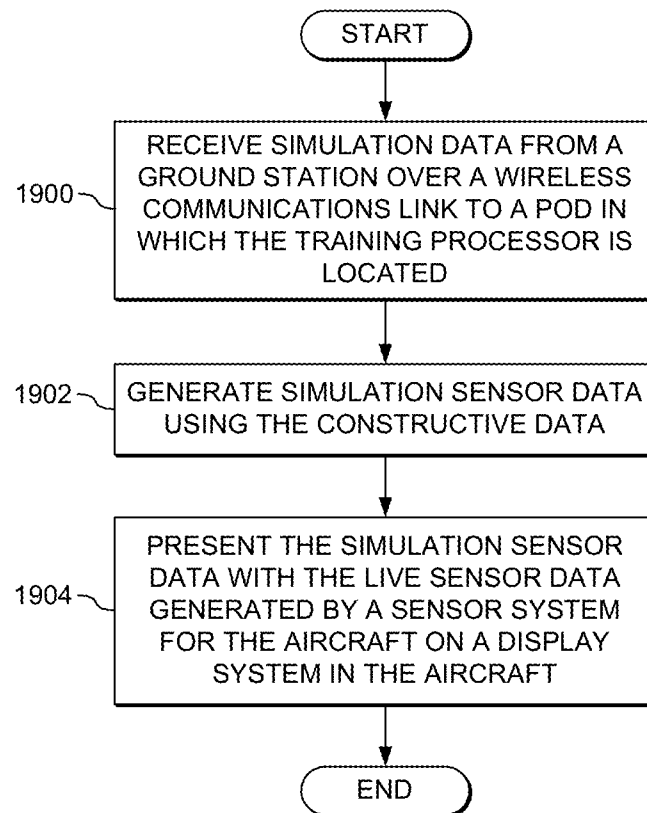 START
RECEIVE SIMULATION DATA FROM A
GROUND STATION OVER A WIRELESS
COMMUNICATIONS LINK TO A POD IN
WHICH THE TRAINING PROCESSOR IS
LOCATED
1900
GENERATE SIMULATION SENSOR DATA
USING THE CONSTRUCTIVE DATA
1902
PRESENT THE SIMULATION SENSOR
DATA WITH THE LIVE SENSOR DATA
GENERATED BY A SENSOR SYSTEM
FOR THE AIRCRAFT ON A DISPLAY
SYSTEM IN THE AIRCRAFT
1904
END